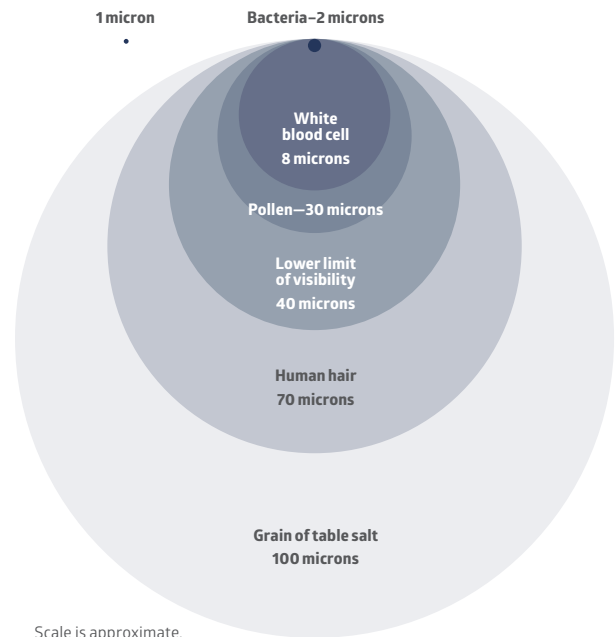 1 micron
Bacteria–2 microns
White
blood cell
8 microns
Pollen—30 microns
Lower limit
of visibility
40 microns
Human hair
70 microns
Grain of table salt
100 microns
Scale is approximate.